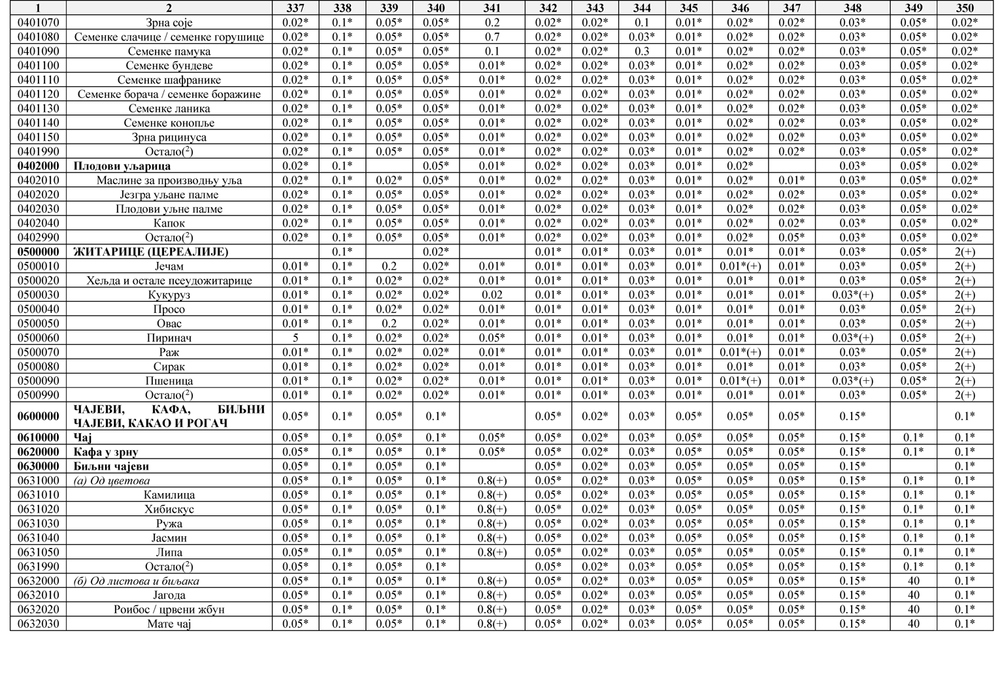 1 2 337 338 339 340 341 342 343 344 345 346 347 348 349 350
0401070 Зрна соје 0.02* 0.1* 0.05* 0.05* 0.2 0.02* 0.02* 0.1 0.01* 0.02* 0.02* 0.03* 0.05* 0.02*
0401080 Семенке слачице / семенке горушице 0.02* 0.1* 0.05* 0.05* 0.7 0.02* 0.02* 0.03* 0.01* 0.02* 0.02* 0.03* 0.05* 0.02*
0401090 Семенке памука 0.02* 0.1* 0.05* 0.05* 0.1 0.02* 0.02* 0.3 0.01* 0.02* 0.02* 0.03* 0.05* 0.02*
0401100 Семенке бундеве 0.02* 0.1* 0.05* 0.05* 0.01* 0.02* 0.02* 0.03* 0.01* 0.02* 0.02* 0.03* 0.05* 0.02*
0401110 Семенке шафранике 0.02* 0.1* 0.05* 0.05* 0.01* 0.02* 0.02* 0.03* 0.01* 0.02* 0.02* 0.03* 0.05* 0.02*
0401120 Семенке борача / семенке боражине 0.02* 0.1* 0.05* 0.05* 0.01* 0.02* 0.02* 0.03* 0.01* 0.02* 0.02* 0.03* 0.05* 0.02*
0401130 Семенке ланика 0.02* 0.1* 0.05* 0.05* 0.01* 0.02* 0.02* 0.03* 0.01* 0.02* 0.02* 0.03* 0.05* 0.02*
0401140 Семенке конопље 0.02* 0.1* 0.05* 0.05* 0.01* 0.02* 0.02* 0.03* 0.01* 0.02* 0.02* 0.03* 0.05* 0.02*
0401150 Зрна рицинуса 0.02* 0.1* 0.05* 0.05* 0.01* 0.02* 0.02* 0.03* 0.01* 0.02* 0.02* 0.03* 0.05* 0.02*
0401990 Остало(2) 0.02* 0.1* 0.05* 0.05* 0.01* 0.02* 0.02* 0.03* 0.01* 0.02* 0.02* 0.03* 0.05* 0.02*
0402000 Плодови уљарица 0.02* 0.1* 0.05* 0.01* 0.02* 0.02* 0.03* 0.01* 0.02* 0.03* 0.05* 0.02*
0402010 Маслине за производњу уља 0.02* 0.1* 0.02* 0.05* 0.01* 0.02* 0.02* 0.03* 0.01* 0.02* 0.01* 0.03* 0.05* 0.02*
0402020 Језгра уљане палме 0.02* 0.1* 0.05* 0.05* 0.01* 0.02* 0.02* 0.03* 0.01* 0.02* 0.02* 0.03* 0.05* 0.02*
0402030 Плодови уљне палме 0.02* 0.1* 0.05* 0.05* 0.01* 0.02* 0.02* 0.03* 0.01* 0.02* 0.02* 0.03* 0.05* 0.02*
0402040 Капок 0.02* 0.1* 0.05* 0.05* 0.01* 0.02* 0.02* 0.03* 0.01* 0.02* 0.02* 0.03* 0.05* 0.02*
0402990 Остало(2) 0.02* 0.1* 0.05* 0.05* 0.01* 0.02* 0.02* 0.03* 0.01* 0.02* 0.05* 0.03* 0.05* 0.02*
0500000 ЖИТАРИЦЕ (ЦЕРЕАЛИЈЕ) 0.1* 0.02* 0.01* 0.01* 0.03* 0.01* 0.01* 0.01* 0.03* 0.05* 2(+)
0500010 Јечам 0.01* 0.1* 0.2 0.02* 0.01* 0.01* 0.01* 0.03* 0.01* 0.01*(+) 0.01* 0.03* 0.05* 2(+)
0500020 Хељда и остале псеудожитарице 0.01* 0.1* 0.02* 0.02* 0.01* 0.01* 0.01* 0.03* 0.01* 0.01* 0.01* 0.03* 0.05* 2(+)
0500030 Кукуруз 0.01* 0.1* 0.02* 0.02* 0.02 0.01* 0.01* 0.03* 0.01* 0.01* 0.01* 0.03*(+) 0.05* 2(+)
0500040 Просо 0.01* 0.1* 0.02* 0.02* 0.01* 0.01* 0.01* 0.03* 0.01* 0.01* 0.01* 0.03* 0.05* 2(+)
0500050 Овас 0.01* 0.1* 0.2 0.02* 0.01* 0.01* 0.01* 0.03* 0.01* 0.01* 0.01* 0.03* 0.05* 2(+)
0500060 Пиринач 5 0.1* 0.02* 0.02* 0.05* 0.01* 0.01* 0.03* 0.01* 0.01* 0.01* 0.03*(+) 0.05* 2(+)
0500070 Раж 0.01* 0.1* 0.02* 0.02* 0.01* 0.01* 0.01* 0.03* 0.01* 0.01*(+) 0.01* 0.03* 0.05* 2(+)
0500080 Сирак 0.01* 0.1* 0.02* 0.02* 0.01* 0.01* 0.01* 0.03* 0.01* 0.01* 0.01* 0.03* 0.05* 2(+)
0500090 Пшеница 0.01* 0.1* 0.02* 0.02* 0.01* 0.01* 0.01* 0.03* 0.01* 0.01*(+) 0.01* 0.03*(+) 0.05* 2(+)
0500990 Остало(2) 0.01* 0.1* 0.02* 0.02* 0.01* 0.01* 0.01* 0.03* 0.01* 0.01* 0.01* 0.03* 0.05* 2(+)
0600000 ЧАЈЕВИ, КАФА, БИЉНИ
ЧАЈЕВИ, КАКАО И РОГАЧ 0.05* 0.1* 0.05* 0.1* 0.05* 0.02* 0.03* 0.05* 0.05* 0.05* 0.15* 0.1*
0610000 Чај 0.05* 0.1* 0.05* 0.1* 0.05* 0.05* 0.02* 0.03* 0.05* 0.05* 0.05* 0.15* 0.1* 0.1*
0620000 Кафа у зрну 0.05* 0.1* 0.05* 0.1* 0.05* 0.05* 0.02* 0.03* 0.05* 0.05* 0.05* 0.15* 0.1* 0.1*
0630000 Биљни чајеви 0.05* 0.1* 0.05* 0.1* 0.05* 0.02* 0.03* 0.05* 0.05* 0.05* 0.15* 0.1*
0631000 (а) Од цветова 0.05* 0.1* 0.05* 0.1* 0.8(+) 0.05* 0.02* 0.03* 0.05* 0.05* 0.05* 0.15* 0.1* 0.1*
0631010 Камилица 0.05* 0.1* 0.05* 0.1* 0.8(+) 0.05* 0.02* 0.03* 0.05* 0.05* 0.05* 0.15* 0.1* 0.1*
0631020 Хибискус 0.05* 0.1* 0.05* 0.1* 0.8(+) 0.05* 0.02* 0.03* 0.05* 0.05* 0.05* 0.15* 0.1* 0.1*
0631030 Ружа 0.05* 0.1* 0.05* 0.1* 0.8(+) 0.05* 0.02* 0.03* 0.05* 0.05* 0.05* 0.15* 0.1* 0.1*
0631040 Јасмин 0.05* 0.1* 0.05* 0.1* 0.8(+) 0.05* 0.02* 0.03* 0.05* 0.05* 0.05* 0.15* 0.1* 0.1*
0631050 Липа 0.05* 0.1* 0.05* 0.1* 0.8(+) 0.05* 0.02* 0.03* 0.05* 0.05* 0.05* 0.15* 0.1* 0.1*
0631990 Остало(2) 0.05* 0.1* 0.05* 0.1* 0.05* 0.02* 0.03* 0.05* 0.05* 0.05* 0.15* 0.1* 0.1*
0632000 (б) Од листова и биљака 0.05* 0.1* 0.05* 0.1* 0.8(+) 0.05* 0.02* 0.03* 0.05* 0.05* 0.05* 0.15* 40 0.1*
0632010 Јагода 0.05* 0.1* 0.05* 0.1* 0.8(+) 0.05* 0.02* 0.03* 0.05* 0.05* 0.05* 0.15* 40 0.1*
0632020 Роибос / црвени жбун 0.05* 0.1* 0.05* 0.1* 0.8(+) 0.05* 0.02* 0.03* 0.05* 0.05* 0.05* 0.15* 40 0.1*
0632030 Мате чај 0.05* 0.1* 0.05* 0.1* 0.8(+) 0.05* 0.02* 0.03* 0.05* 0.05* 0.05* 0.15* 40 0.1*